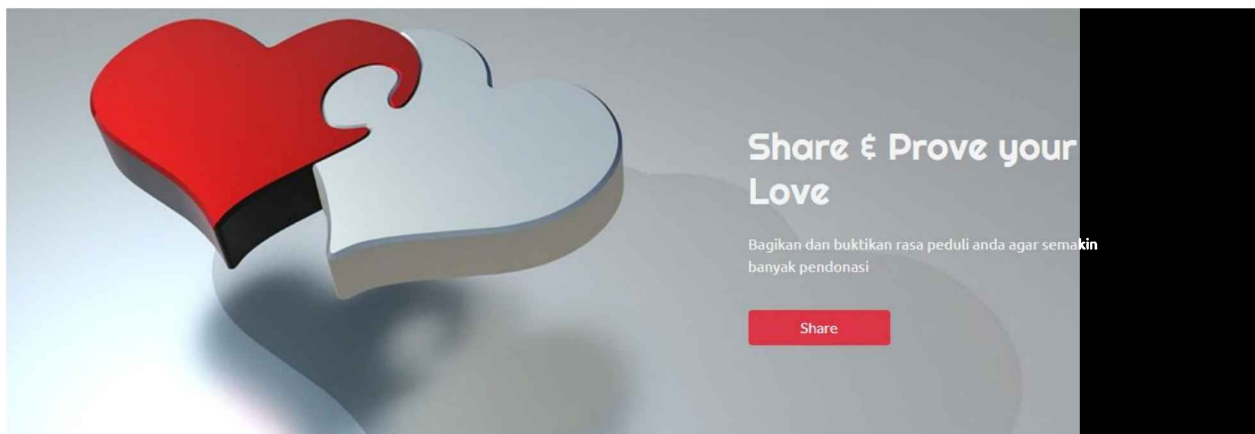 Share & Prove your
Love
Bagikan dan buktikan rasa peduli anda agar semakin
banyak pendonasi
Share